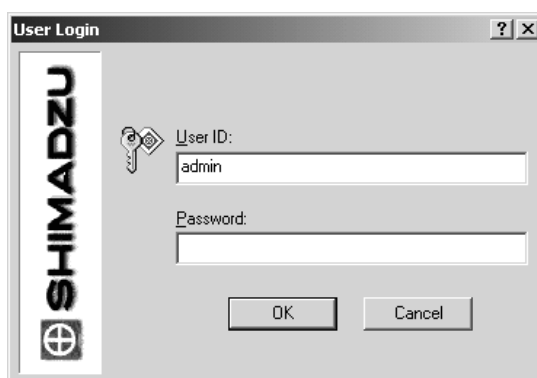 User Login
SHIMADZU
User ID:
admin
Password:
OK
Cancel